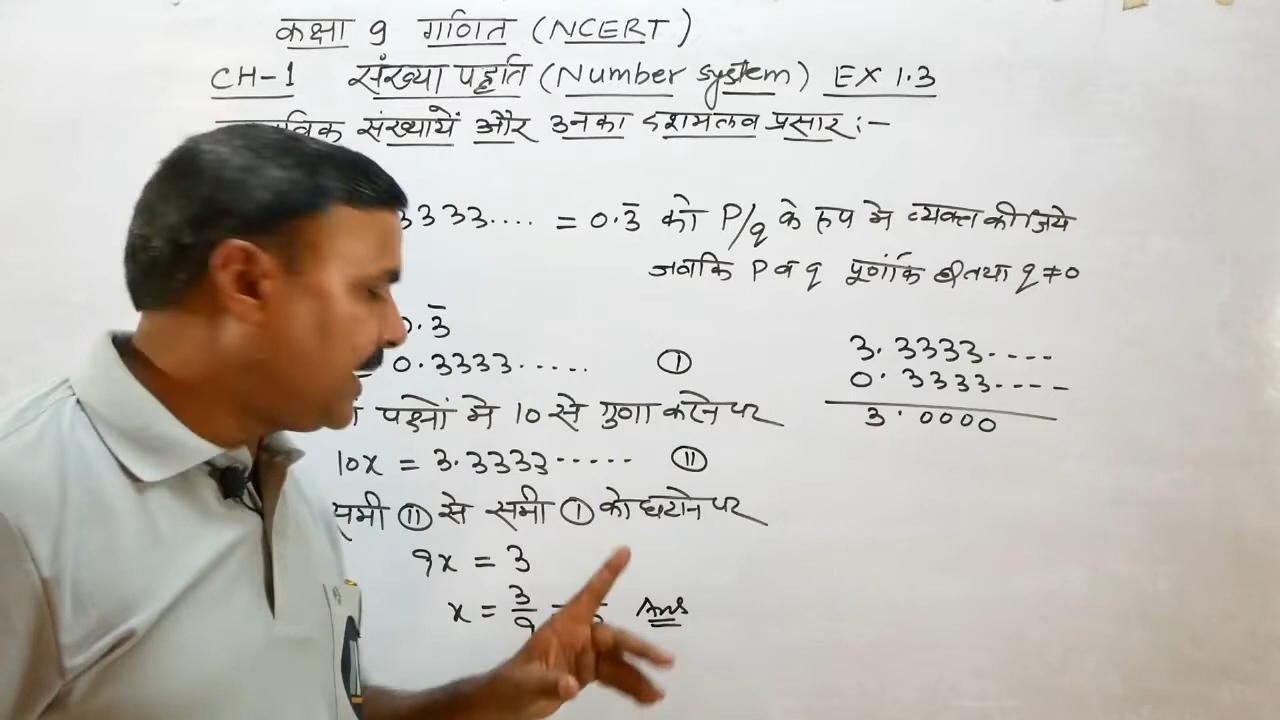 कक्षा 9 गणित (NCERT)
CH-1 संख्या पद्धति (Number system) EX 1.3
संख्यायें और उनका दशमलव प्रसार :-
3333.... = 0.3̄ को P/q के रूप में व्यक्त कीजिये
जबकि P व q पूर्णांक है तथा q ≠ 0
0.3̄
0.3333..... ①
पक्षों में 10 से गुणा करने पर
10x = 3.3333..... ⑪
समी ⑪ से समी ① को घटाने पर
9x = 3
x = 3/9 = Ans
3.3333....
0.3333....
3.0000